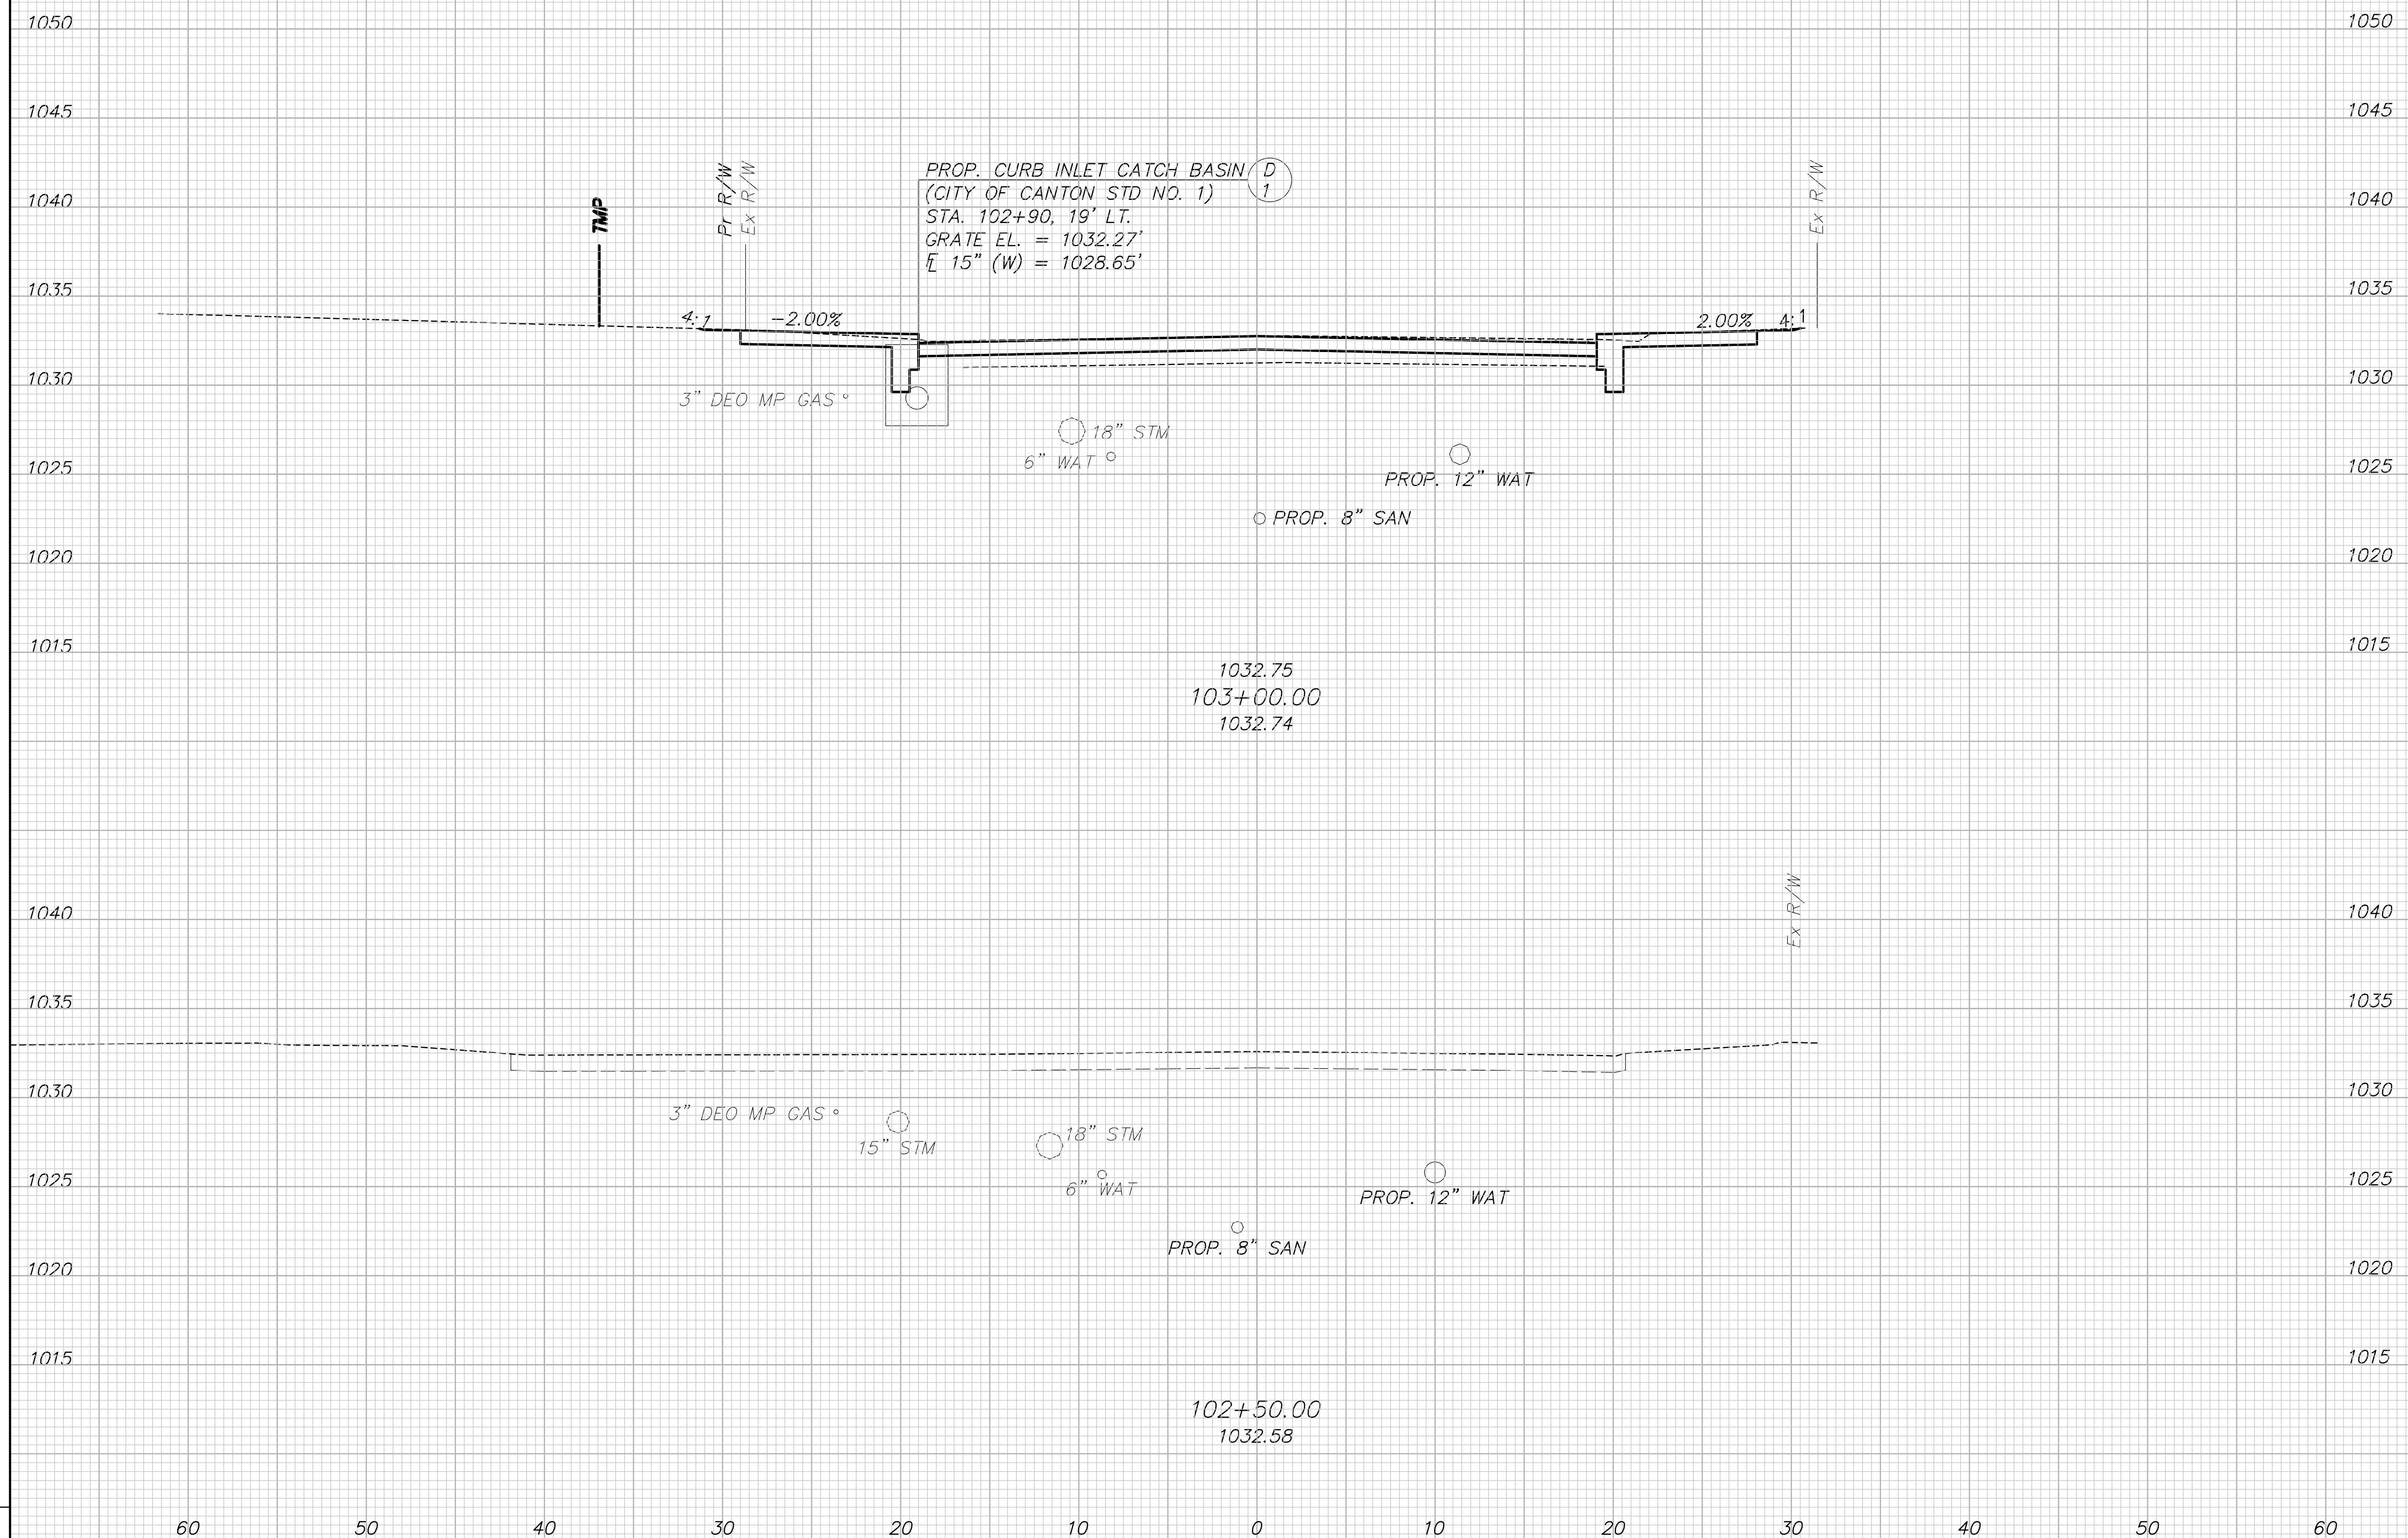 1050 1050
1045 1045
PROP. CURB INLET CATCH BASIN D
(CITY OF CANTON STD NO. 1) 1
STA. 102+90, 19' LT.
GRATE EL. = 1032.27'
℄ 15" (W) = 1028.65'
TMP
Pr R/W
Ex R/W
Ex R/W
1040 1040
1035 1035
4:1
-2.00%
2.00%
4:1
1030 1030
3" DEO MP GAS
18" STM
6" WAT
1025 1025
PROP. 12" WAT
PROP. 8" SAN
1020 1020
1015 1015
1032.75
103+00.00
1032.74
Ex R/W
1040 1040
1035 1035
1030 1030
3" DEO MP GAS
15" STM
18" STM
6" WAT
1025 1025
PROP. 12" WAT
PROP. 8" SAN
1020 1020
1015 1015
102+50.00
1032.58
60 50 40 30 20 10 0 10 20 30 40 50 60